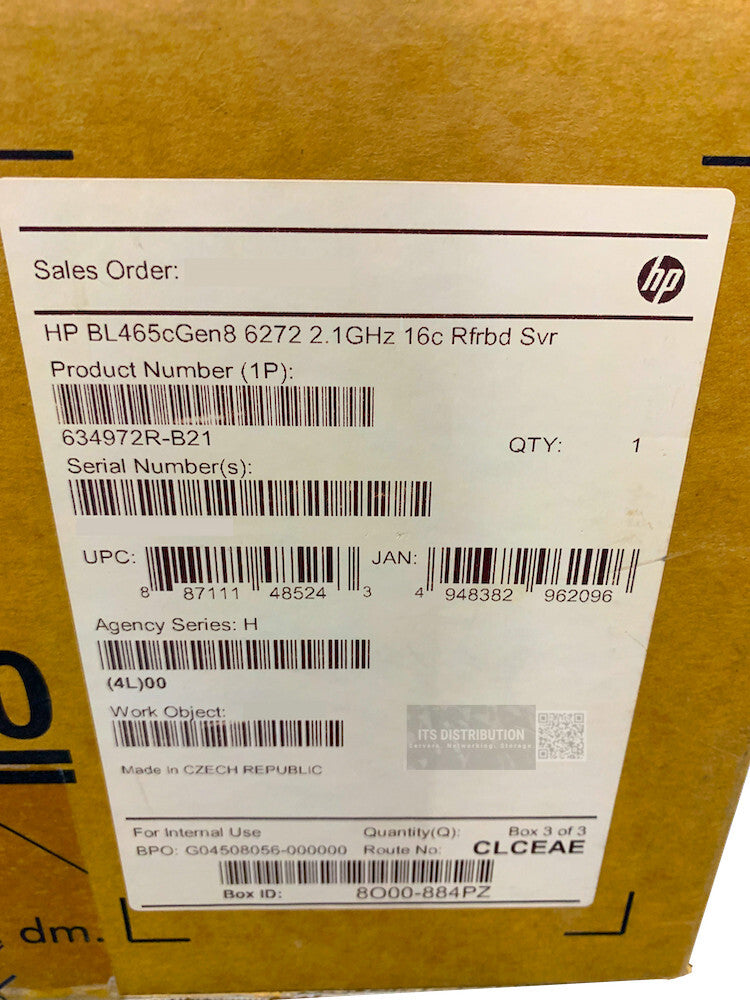 Sales Order:
hp
HP BL465cGen8 6272 2.1GHz 16c Rfrbd Svr
Product Number (1P):
634972R-B21
QTY: 1
Serial Number(s):
UPC: 8 87111 48524 3 JAN: 4 948382 962096
Agency Series: H
(4L)00
Work Object:
ITS DISTRIBUTION
Servers, Networking, Storage
Made in CZECH REPUBLIC
For Internal Use Quantity(Q): Box 3 of 3
BPO: G04508056-000000 Route No: CLCEAE
Box ID: 8O00-884PZ
dm.